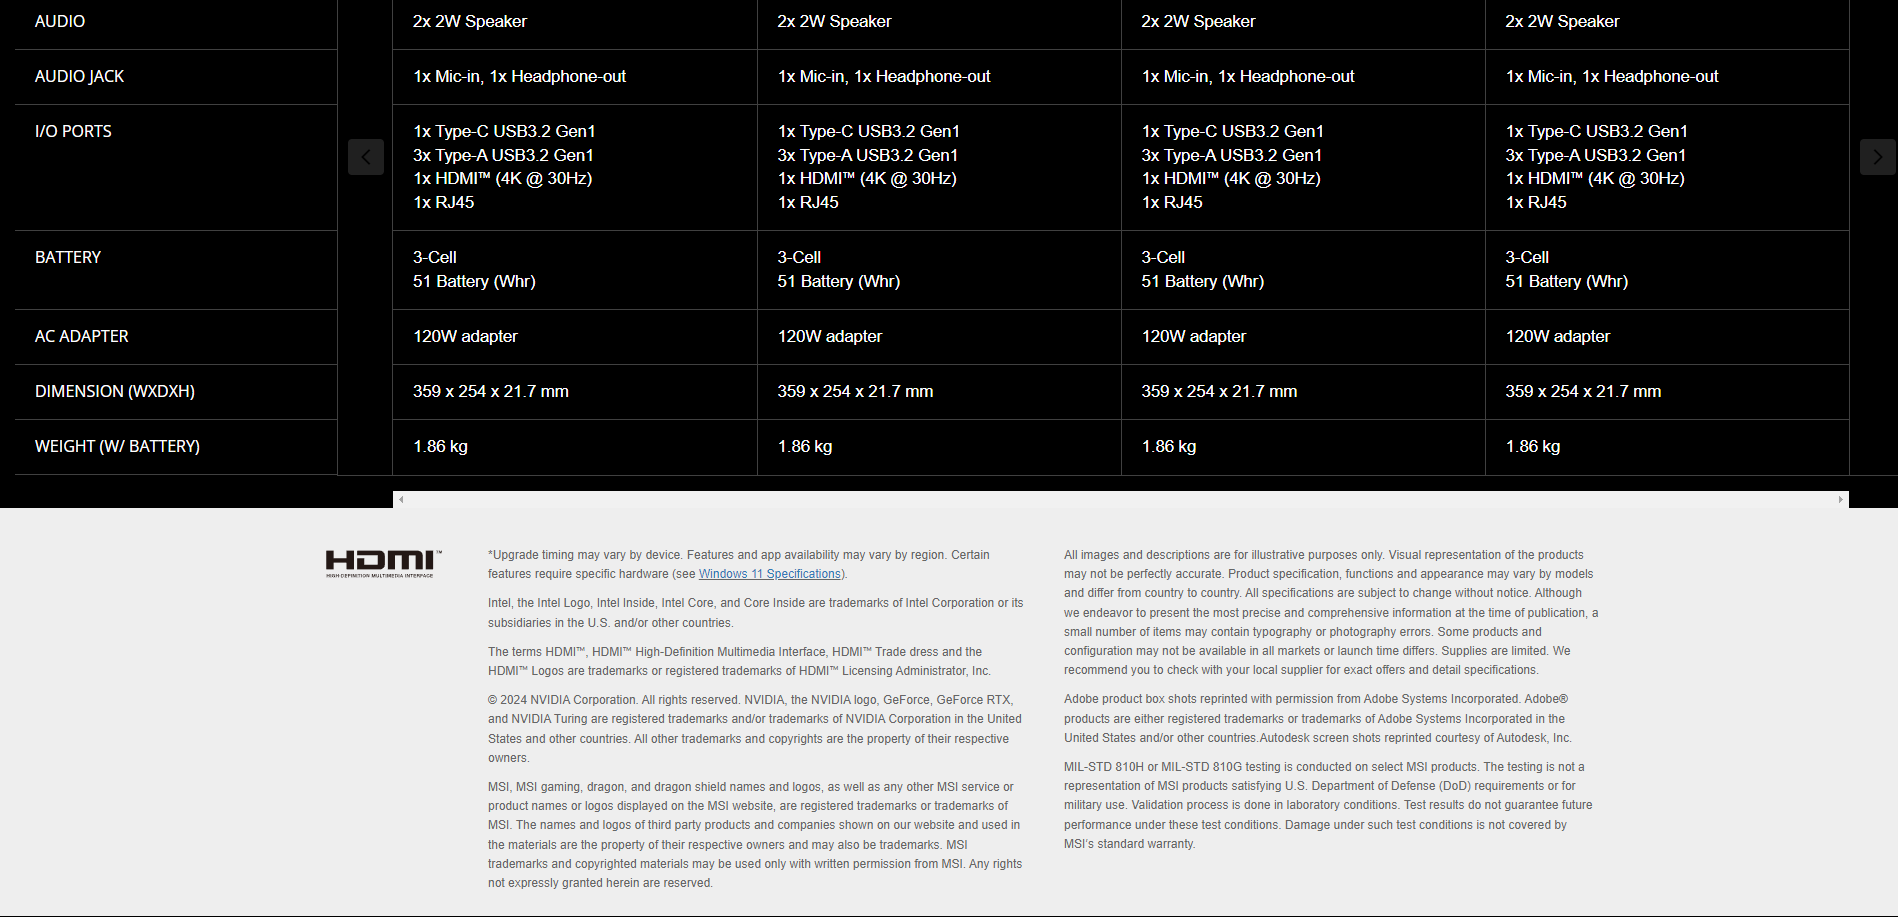 AUDIO
2x 2W Speaker
2x 2W Speaker
2x 2W Speaker
2x 2W Speaker
AUDIO JACK
1x Mic-in, 1x Headphone-out
1x Mic-in, 1x Headphone-out
1x Mic-in, 1x Headphone-out
1x Mic-in, 1x Headphone-out
I/O PORTS
1x Type-C USB3.2 Gen1
3x Type-A USB3.2 Gen1
1x HDMI™ (4K @ 30Hz)
1x RJ45
1x Type-C USB3.2 Gen1
3x Type-A USB3.2 Gen1
1x HDMI™ (4K @ 30Hz)
1x RJ45
1x Type-C USB3.2 Gen1
3x Type-A USB3.2 Gen1
1x HDMI™ (4K @ 30Hz)
1x RJ45
1x Type-C USB3.2 Gen1
3x Type-A USB3.2 Gen1
1x HDMI™ (4K @ 30Hz)
1x RJ45
BATTERY
3-Cell
51 Battery (Whr)
3-Cell
51 Battery (Whr)
3-Cell
51 Battery (Whr)
3-Cell
51 Battery (Whr)
AC ADAPTER
120W adapter
120W adapter
120W adapter
120W adapter
DIMENSION (WXDXH)
359 x 254 x 21.7 mm
359 x 254 x 21.7 mm
359 x 254 x 21.7 mm
359 x 254 x 21.7 mm
WEIGHT (W/ BATTERY)
1.86 kg
1.86 kg
1.86 kg
1.86 kg
HDMI™
HIGH-DEFINITION MULTIMEDIA INTERFACE
*Upgrade timing may vary by device. Features and app availability may vary by region. Certain
features require specific hardware (see Windows 11 Specifications).
Intel, the Intel Logo, Intel Inside, Intel Core, and Core Inside are trademarks of Intel Corporation or its
subsidiaries in the U.S. and/or other countries.
The terms HDMI™, HDMI™ High-Definition Multimedia Interface, HDMI™ Trade dress and the
HDMI™ Logos are trademarks or registered trademarks of HDMI™ Licensing Administrator, Inc.
© 2024 NVIDIA Corporation. All rights reserved. NVIDIA, the NVIDIA logo, GeForce, GeForce RTX,
and NVIDIA Turing are registered trademarks and/or trademarks of NVIDIA Corporation in the United
States and other countries. All other trademarks and copyrights are the property of their respective
owners.
MSI, MSI gaming, dragon, and dragon shield names and logos, as well as any other MSI service or
product names or logos displayed on the MSI website, are registered trademarks or trademarks of
MSI. The names and logos of third party products and companies shown on our website and used in
the materials are the property of their respective owners and may also be trademarks. MSI
trademarks and copyrighted materials may be used only with written permission from MSI. Any rights
not expressly granted herein are reserved.
All images and descriptions are for illustrative purposes only. Visual representation of the products
may not be perfectly accurate. Product specification, functions and appearance may vary by models
and differ from country to country. All specifications are subject to change without notice. Although
we endeavor to present the most precise and comprehensive information at the time of publication, a
small number of items may contain typography or photography errors. Some products and
configuration may not be available in all markets or launch time differs. Supplies are limited. We
recommend you to check with your local supplier for exact offers and detail specifications.
Adobe product box shots reprinted with permission from Adobe Systems Incorporated. Adobe®
products are either registered trademarks or trademarks of Adobe Systems Incorporated in the
United States and/or other countries.Autodesk screen shots reprinted courtesy of Autodesk, Inc.
MIL-STD 810H or MIL-STD 810G testing is conducted on select MSI products. The testing is not a
representation of MSI products satisfying U.S. Department of Defense (DoD) requirements or for
military use. Validation process is done in laboratory conditions. Test results do not guarantee future
performance under these test conditions. Damage under such test conditions is not covered by
MSI's standard warranty.